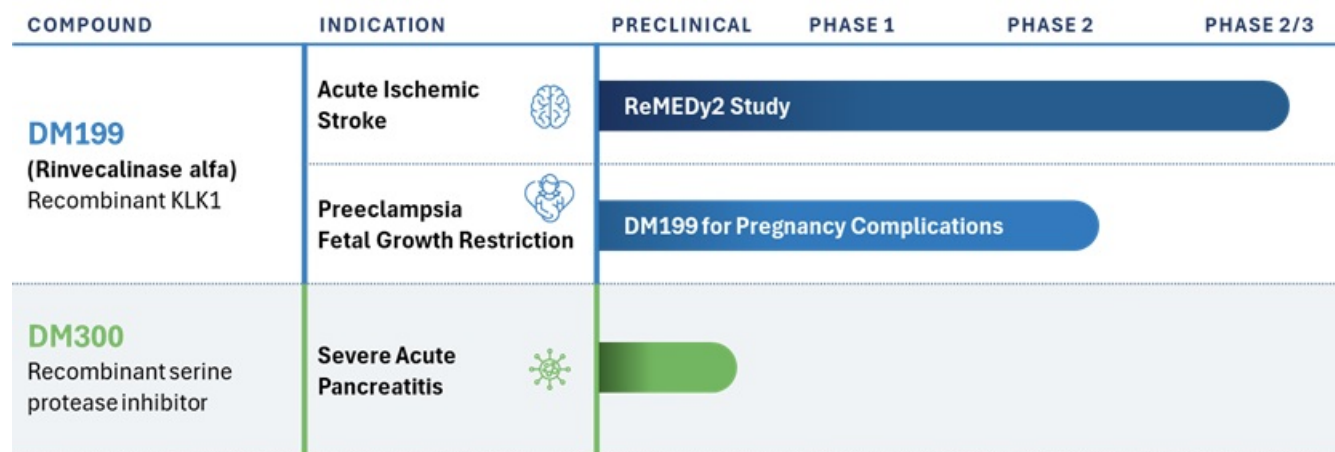 COMPOUND INDICATION PRECLINICAL PHASE 1 PHASE 2 PHASE 2/3
DM199
(Rinvecalinase alfa)
Recombinant KLK1
Acute Ischemic
Stroke
ReMEDy2 Study
Preeclampsia
Fetal Growth Restriction
DM199 for Pregnancy Complications
DM300
Recombinant serine
protease inhibitor
Severe Acute
Pancreatitis